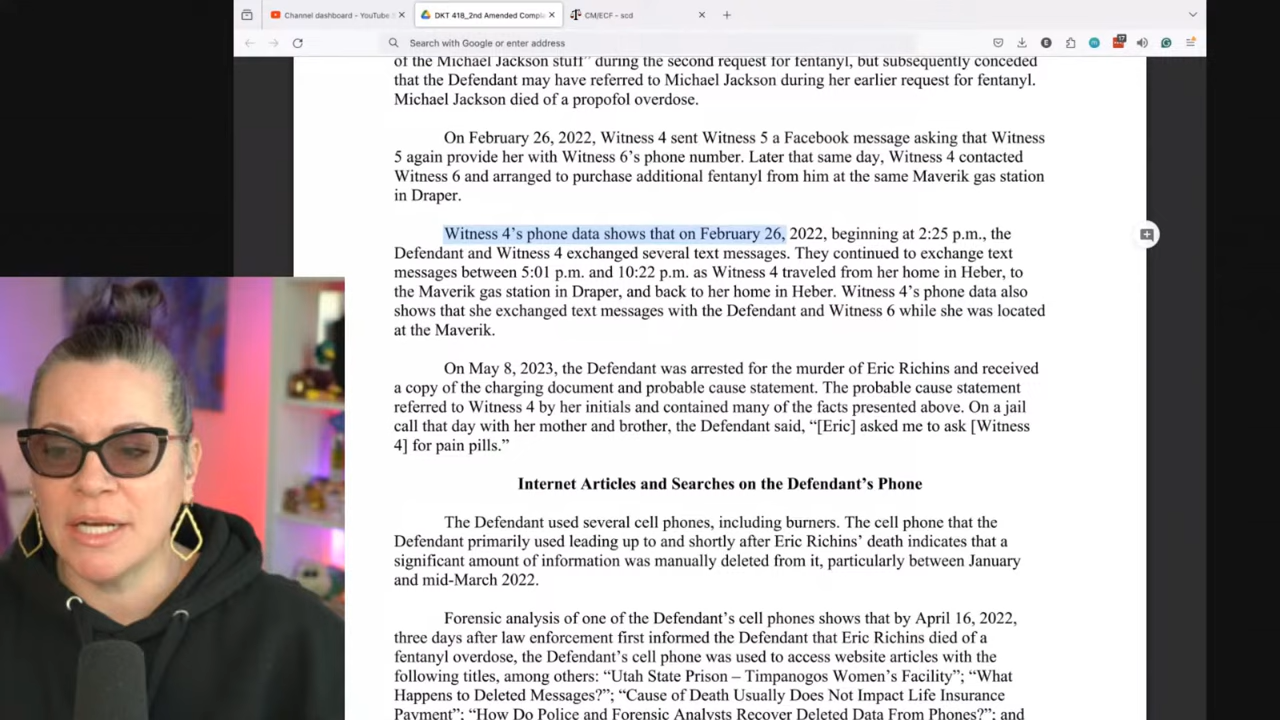 Channel dashboard - YouTube
DKT 418_2nd Amended Compl
CM/ECF - scd
Search with Google or enter address
17
of the Michael Jackson stuff” during the second request for fentanyl, but subsequently conceded
that the Defendant may have referred to Michael Jackson during her earlier request for fentanyl.
Michael Jackson died of a propofol overdose.
On February 26, 2022, Witness 4 sent Witness 5 a Facebook message asking that Witness
5 again provide her with Witness 6’s phone number. Later that same day, Witness 4 contacted
Witness 6 and arranged to purchase additional fentanyl from him at the same Maverik gas station
in Draper.
Witness 4’s phone data shows that on February 26, 2022, beginning at 2:25 p.m., the
Defendant and Witness 4 exchanged several text messages. They continued to exchange text
messages between 5:01 p.m. and 10:22 p.m. as Witness 4 traveled from her home in Heber, to
the Maverik gas station in Draper, and back to her home in Heber. Witness 4’s phone data also
shows that she exchanged text messages with the Defendant and Witness 6 while she was located
at the Maverik.
On May 8, 2023, the Defendant was arrested for the murder of Eric Richins and received
a copy of the charging document and probable cause statement. The probable cause statement
referred to Witness 4 by her initials and contained many of the facts presented above. On a jail
call that day with her mother and brother, the Defendant said, “[Eric] asked me to ask [Witness
4] for pain pills.”
Internet Articles and Searches on the Defendant’s Phone
The Defendant used several cell phones, including burners. The cell phone that the
Defendant primarily used leading up to and shortly after Eric Richins’ death indicates that a
significant amount of information was manually deleted from it, particularly between January
and mid-March 2022.
Forensic analysis of one of the Defendant’s cell phones shows that by April 16, 2022,
three days after law enforcement first informed the Defendant that Eric Richins died of a
fentanyl overdose, the Defendant’s cell phone was used to access website articles with the
following titles, among others: “Utah State Prison – Timpanogos Women’s Facility”; “What
Happens to Deleted Messages?”; “Cause of Death Usually Does Not Impact Life Insurance
Payment”; “How Do Police and Forensic Analysts Recover Deleted Data From Phones?”; and